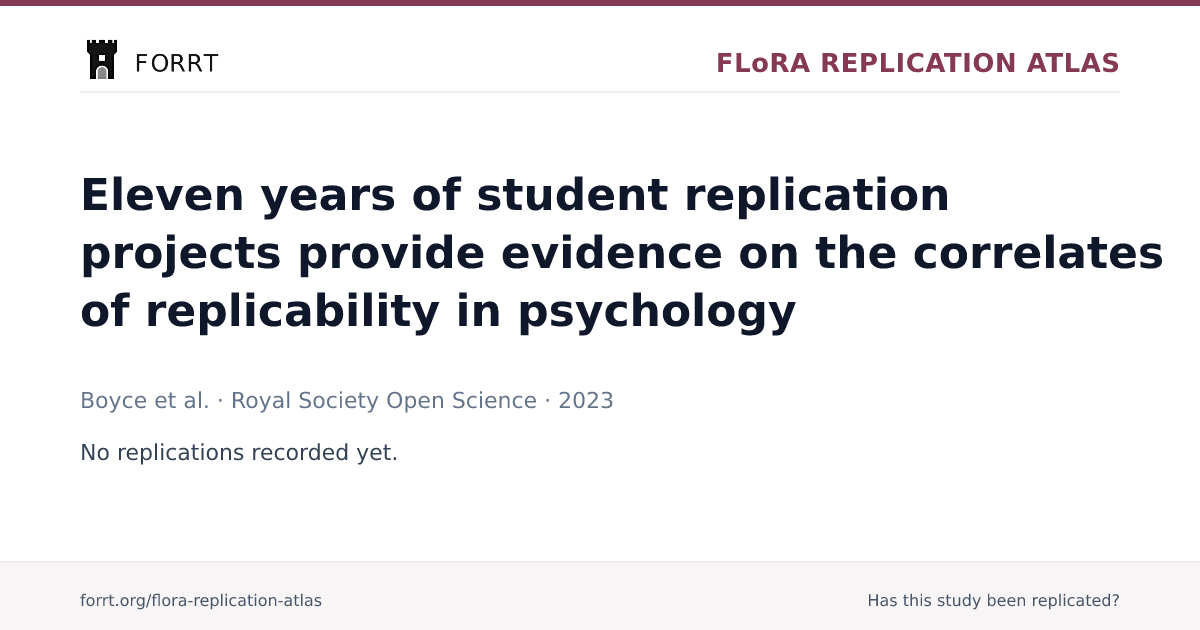 FORRT
FLoRA REPLICATION ATLAS
Eleven years of student replication
projects provide evidence on the correlates
of replicability in psychology
Boyce et al. · Royal Society Open Science · 2023
No replications recorded yet.
forrt.org/flora-replication-atlas
Has this study been replicated?